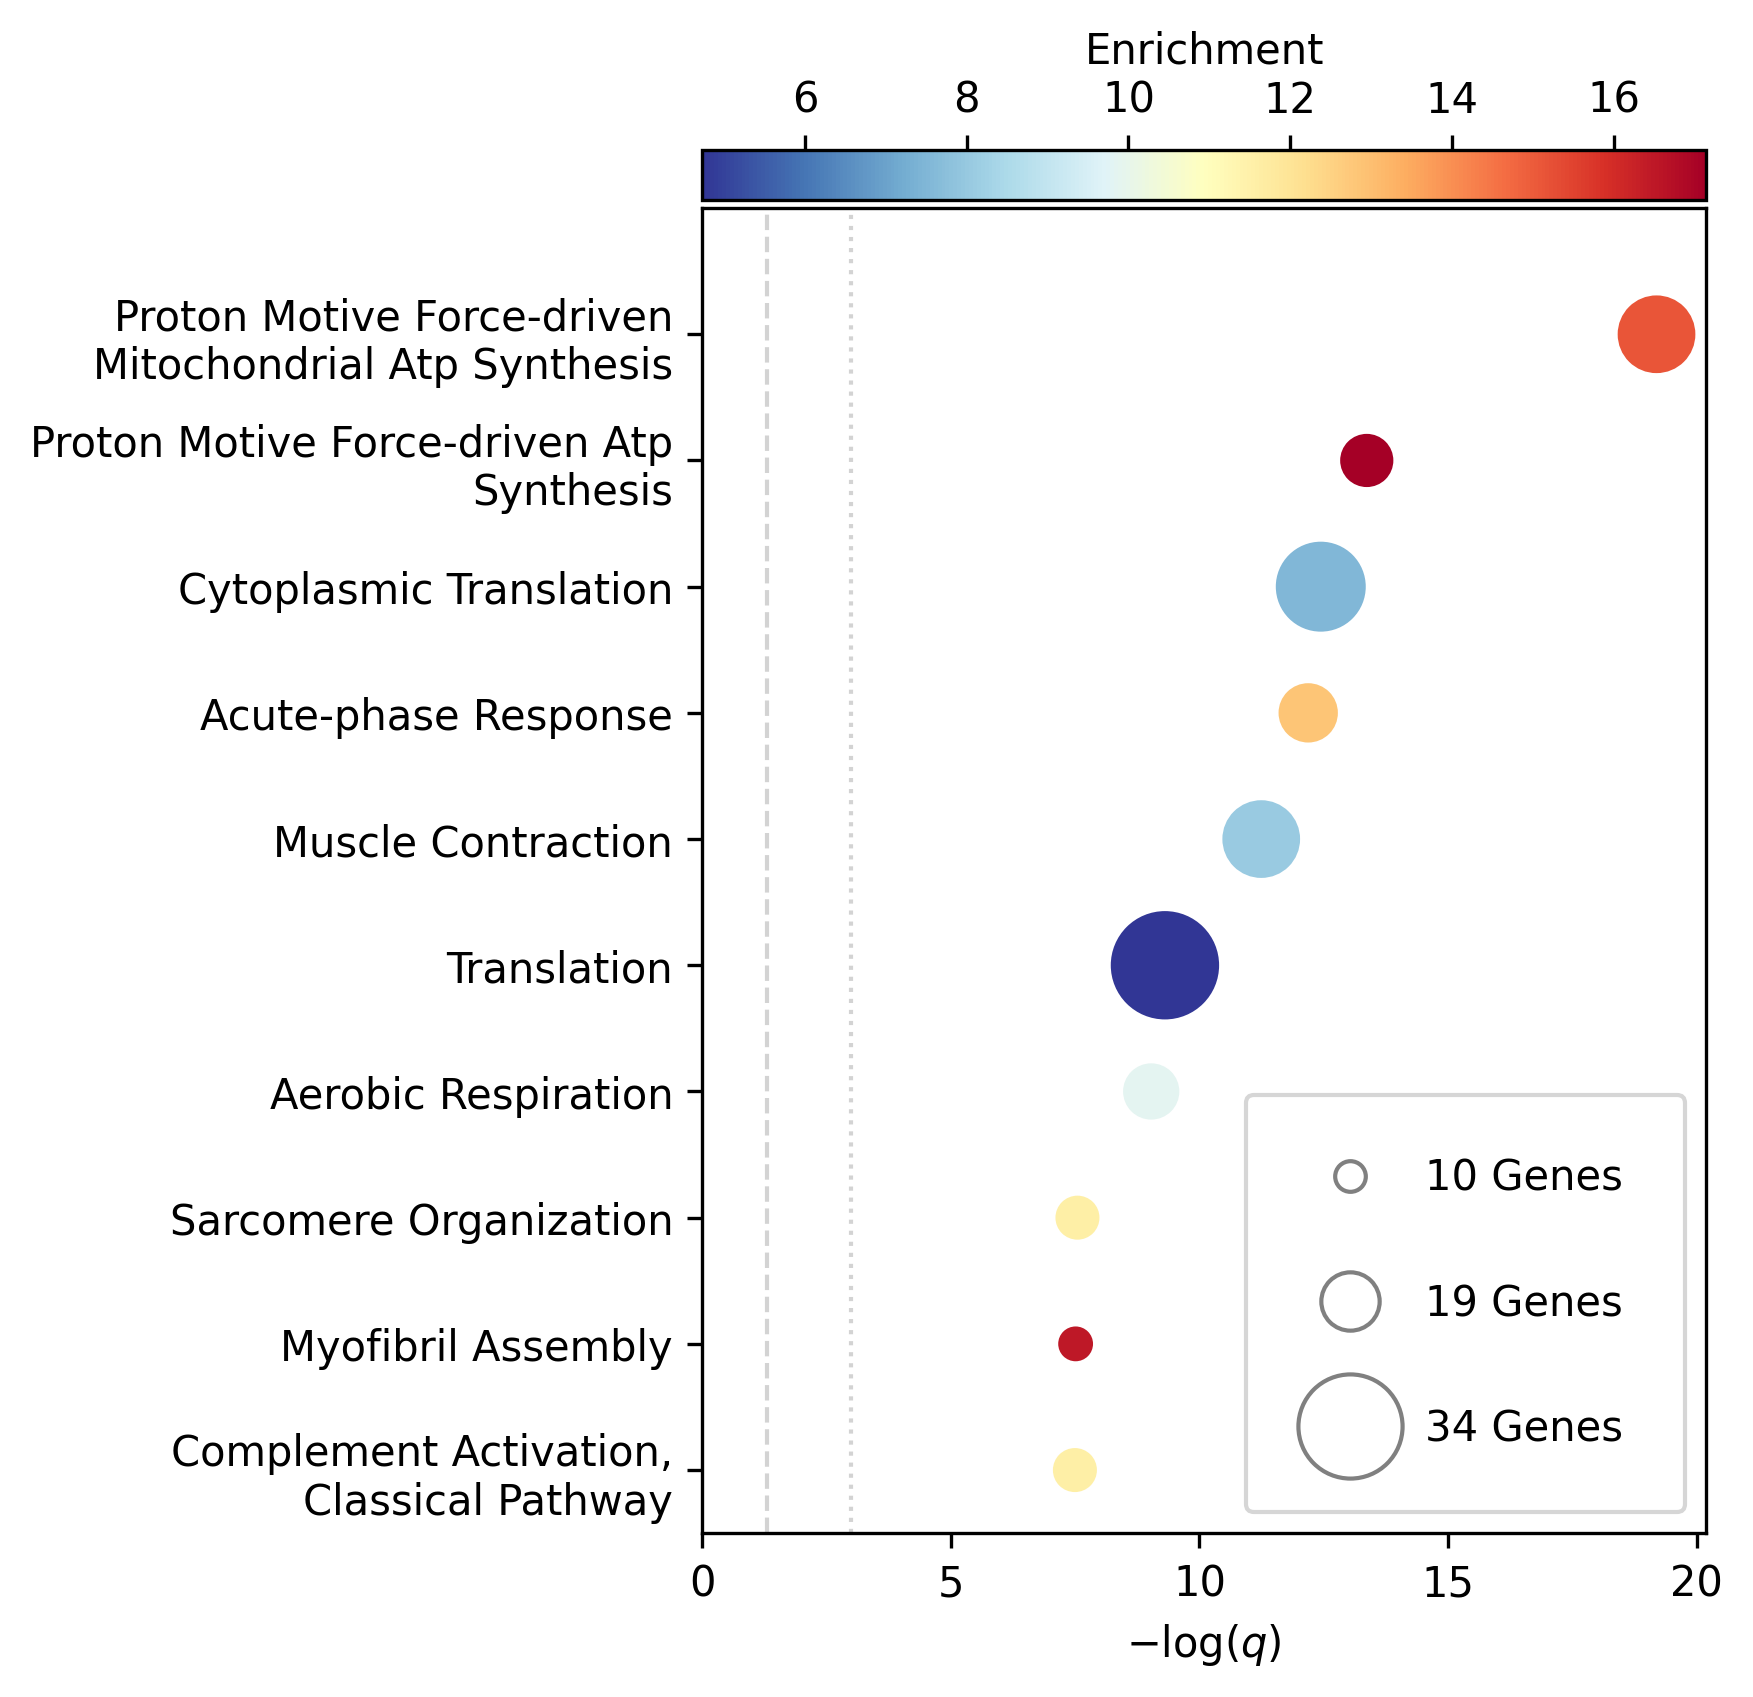 Enrichment
6 8 10 12 14 16
Proton Motive Force-driven
Mitochondrial Atp Synthesis
Proton Motive Force-driven Atp
Synthesis
Cytoplasmic Translation
Acute-phase Response
Muscle Contraction
Translation
Aerobic Respiration
Sarcomere Organization
Myofibril Assembly
Complement Activation,
Classical Pathway
10 Genes
19 Genes
34 Genes
0 5 10 15 20
−log(q)